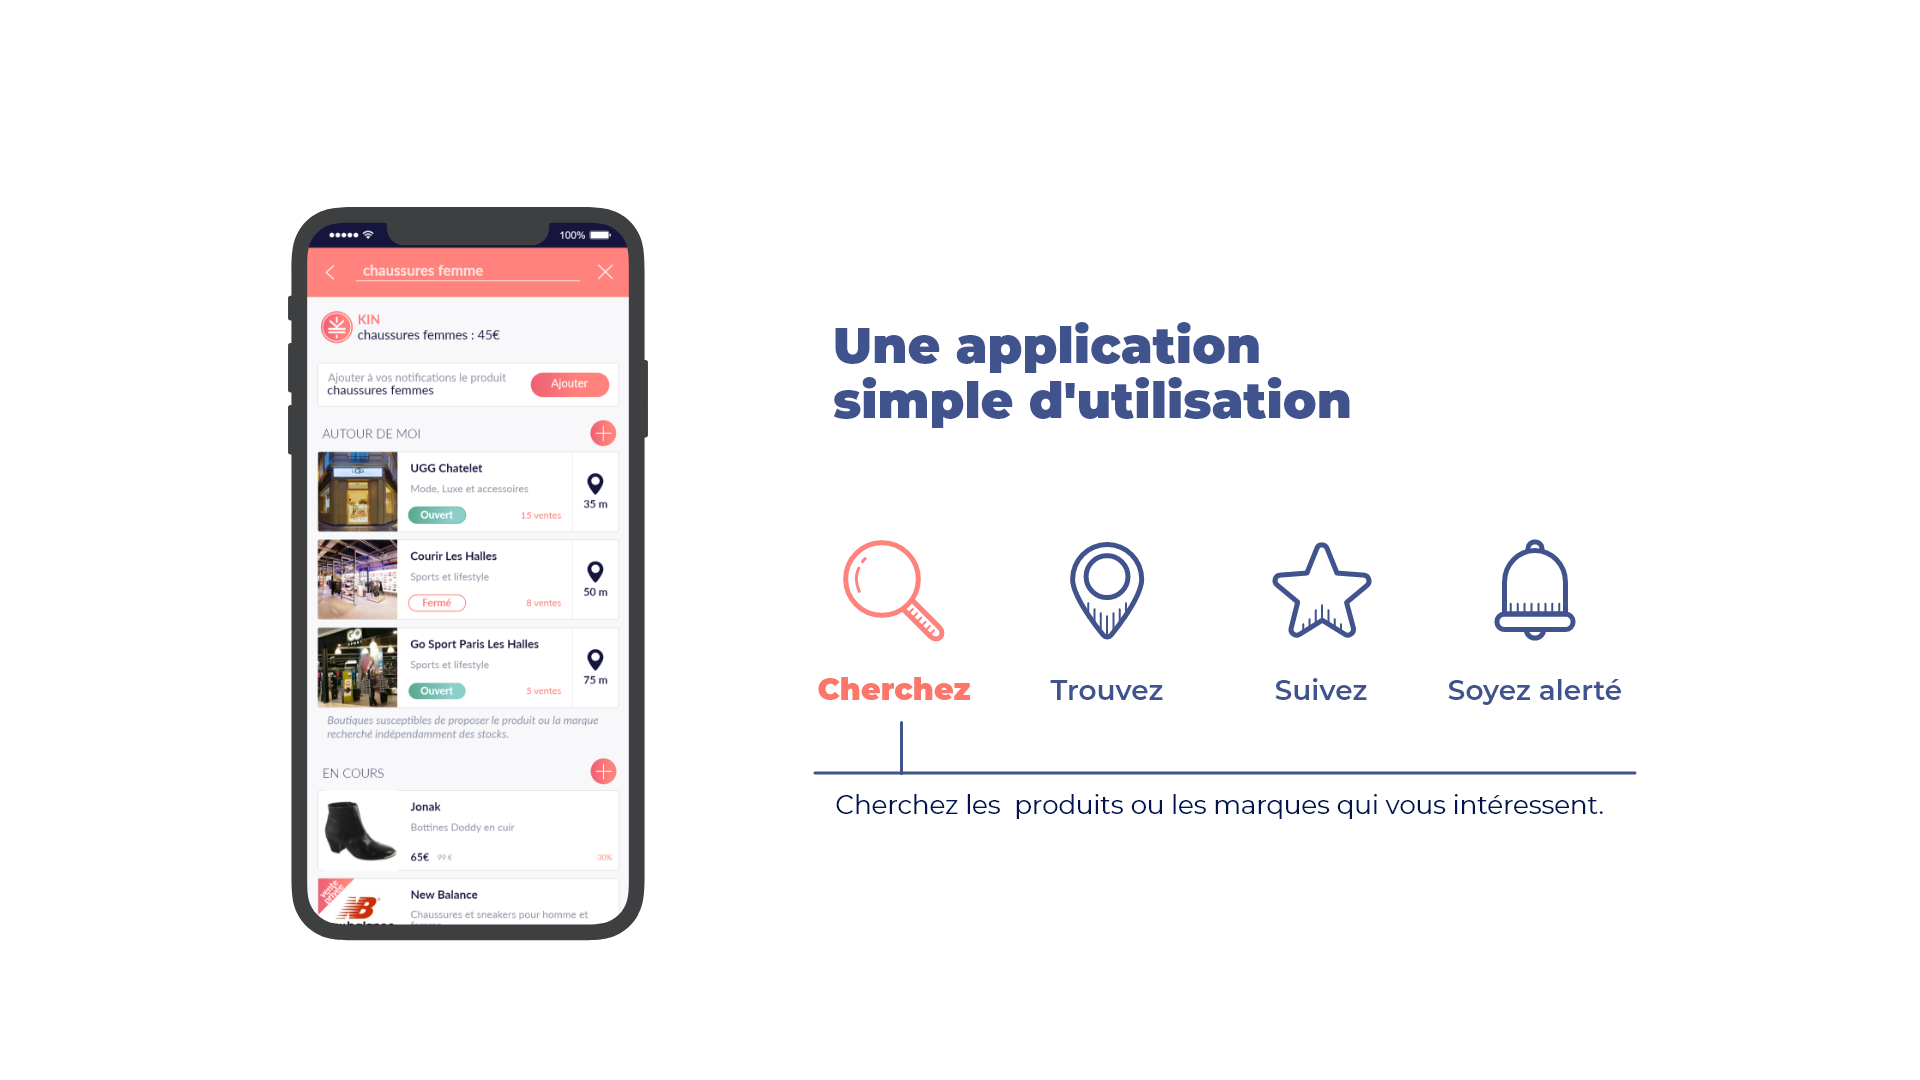 100%
chaussures femme
KIN
chaussures femmes : 45€
Ajouter à vos notifications le produit
chaussures femmes
Ajouter
AUTOUR DE MOI
UGG Chatelet
Mode, Luxe et accessoires
Ouvert
15 ventes
35 m
Courir Les Halles
Sports et lifestyle
Fermé
8 ventes
50 m
GO
Go Sport Paris Les Halles
Sports et lifestyle
Ouvert
5 ventes
75 m
Boutiques susceptibles de proposer le produit ou la marque
recherché indépendamment des stocks.
EN COURS
Jonak
Bottines Doddy en cuir
65€ 99 €
-30%
vente
privée
New Balance
Chaussures et sneakers pour homme et
Une application
simple d'utilisation
Cherchez
Trouvez
Suivez
Soyez alerté
Cherchez les  produits ou les marques qui vous intéressent.